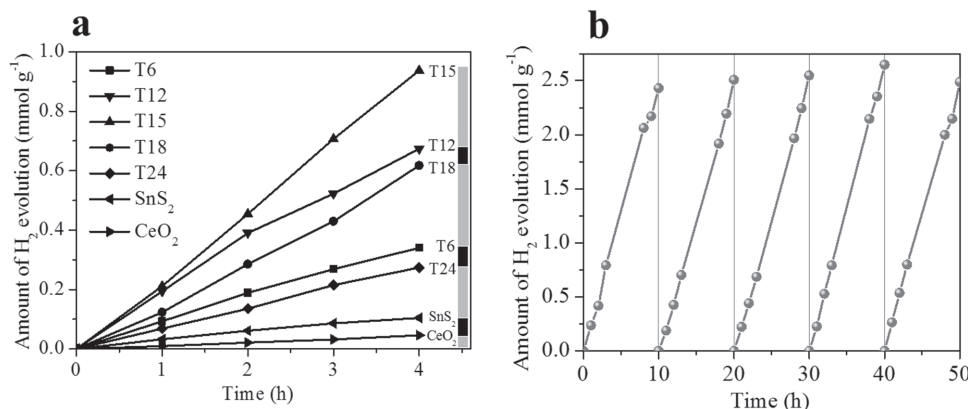 a
Amount of H2 evolution (mmol g-1)
1.0
0.8
0.6
0.4
0.2
0.0
T6
T12
T15
T18
T24
SnS2
CeO2
T15
T12
T18
T6
T24
SnS2
CeO2
0 1 2 3 4
Time (h)
b
Amount of H2 evolution (mmol g-1)
2.5
2.0
1.5
1.0
0.5
0.0
0 10 20 30 40 50
Time (h)